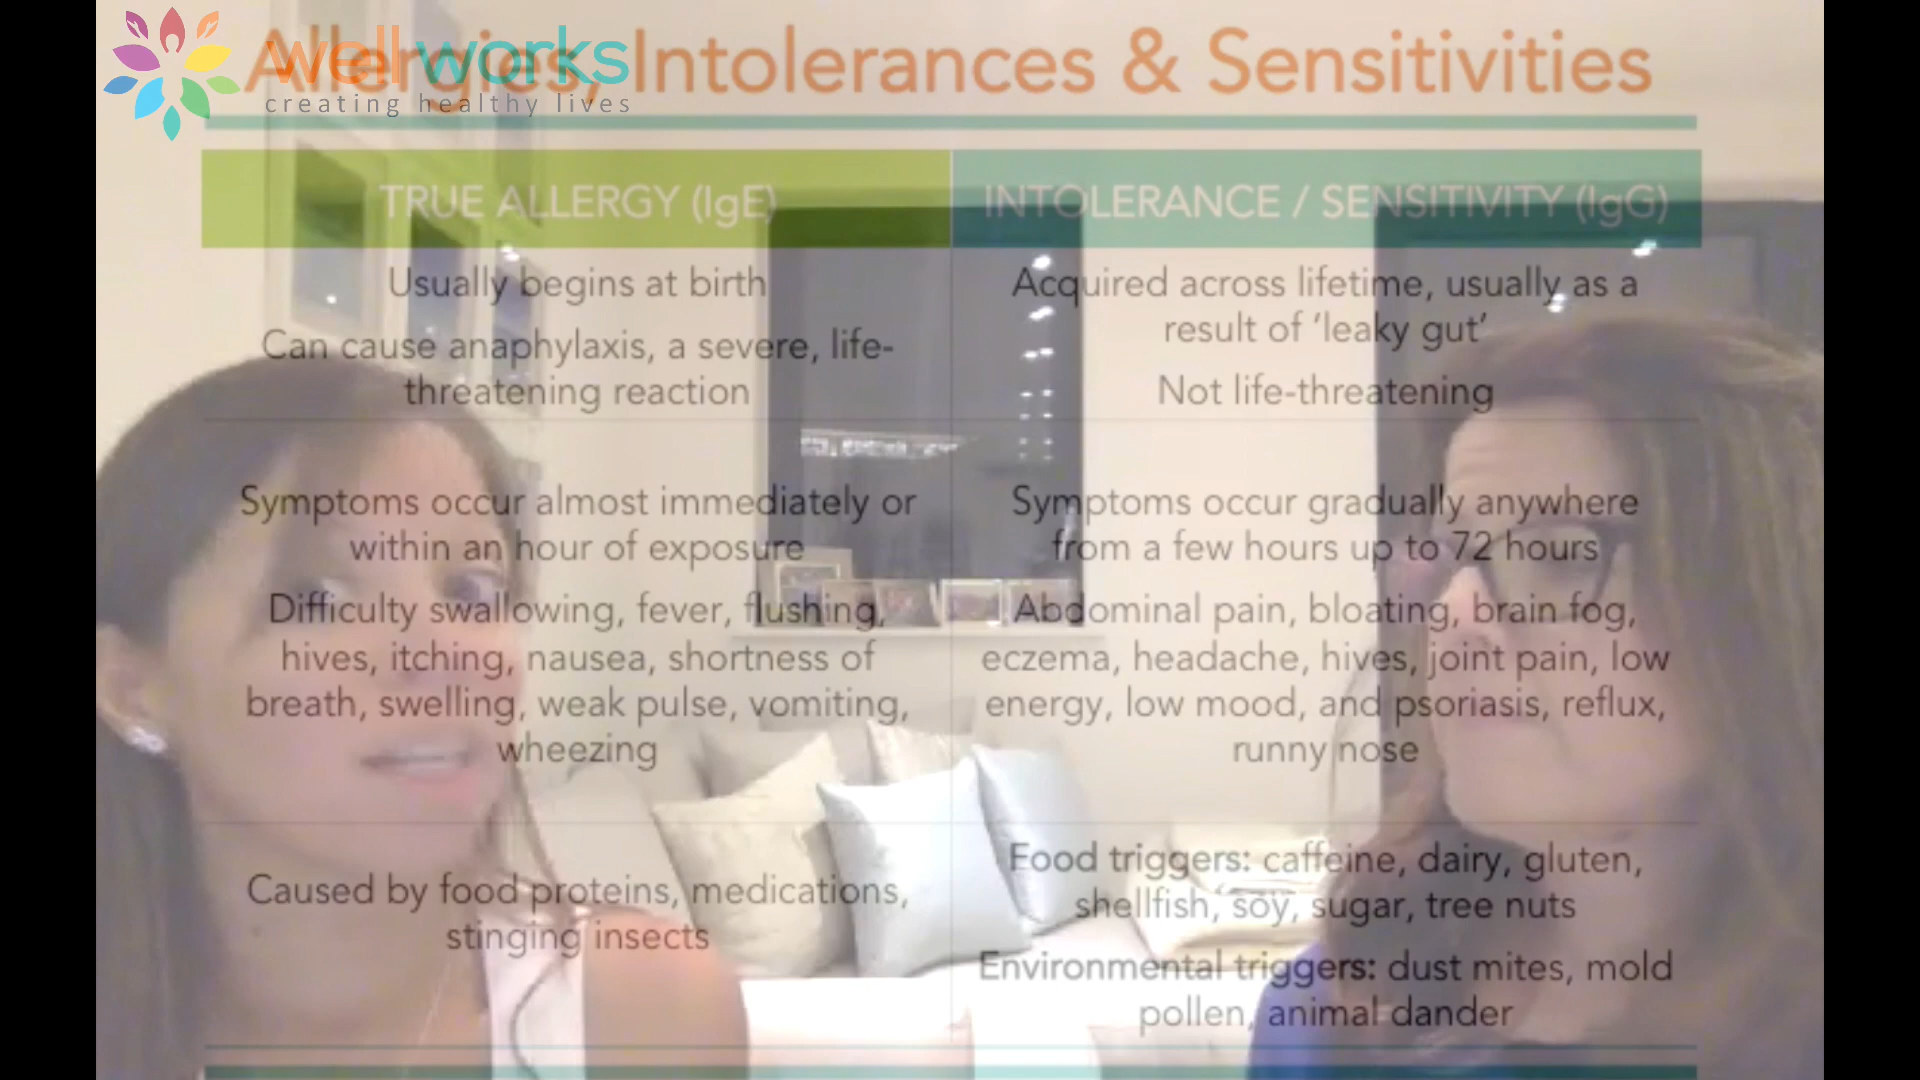 well works
creating healthy lives
Allergies, Intolerances & Sensitivities
TRUE ALLERGY (IgE)
Usually begins at birth
Can cause anaphylaxis, a severe, life-
threatening reaction
Symptoms occur almost immediately or
within an hour of exposure
Difficulty swallowing, fever, flushing,
hives, itching, nausea, shortness of
breath, swelling, weak pulse, vomiting,
wheezing
Caused by food proteins, medications,
stinging insects
INTOLERANCE / SENSITIVITY (IgG)
Acquired across lifetime, usually as a
result of ‘leaky gut’
Not life-threatening
Symptoms occur gradually anywhere
from a few hours up to 72 hours
Abdominal pain, bloating, brain fog,
eczema, headache, hives, joint pain, low
energy, low mood, and psoriasis, reflux,
runny nose
Food triggers: caffeine, dairy, gluten,
shellfish, soy, sugar, tree nuts
Environmental triggers: dust mites, mold
pollen, animal dander